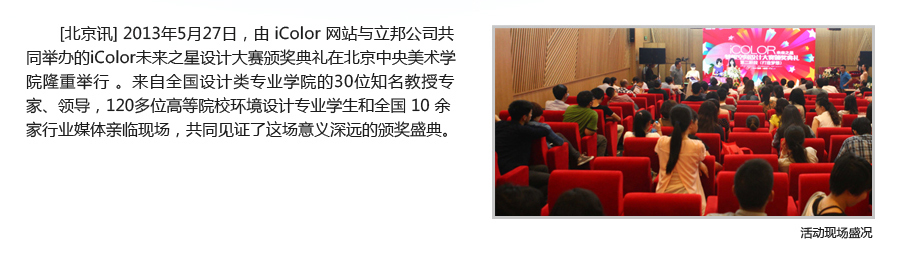 [北京讯] 2013年5月27日，由 iColor 网站与立邦公司共
同举办的iColor未来之星设计大赛颁奖典礼在北京中央美术学
院隆重举行 。来自全国设计类专业学院的30位知名教授专
家、领导，120多位高等院校环境设计专业学生和全国 10 余
家行业媒体亲临现场，共同见证了这场意义深远的颁奖盛典。
iCOLOR
活动现场盛况